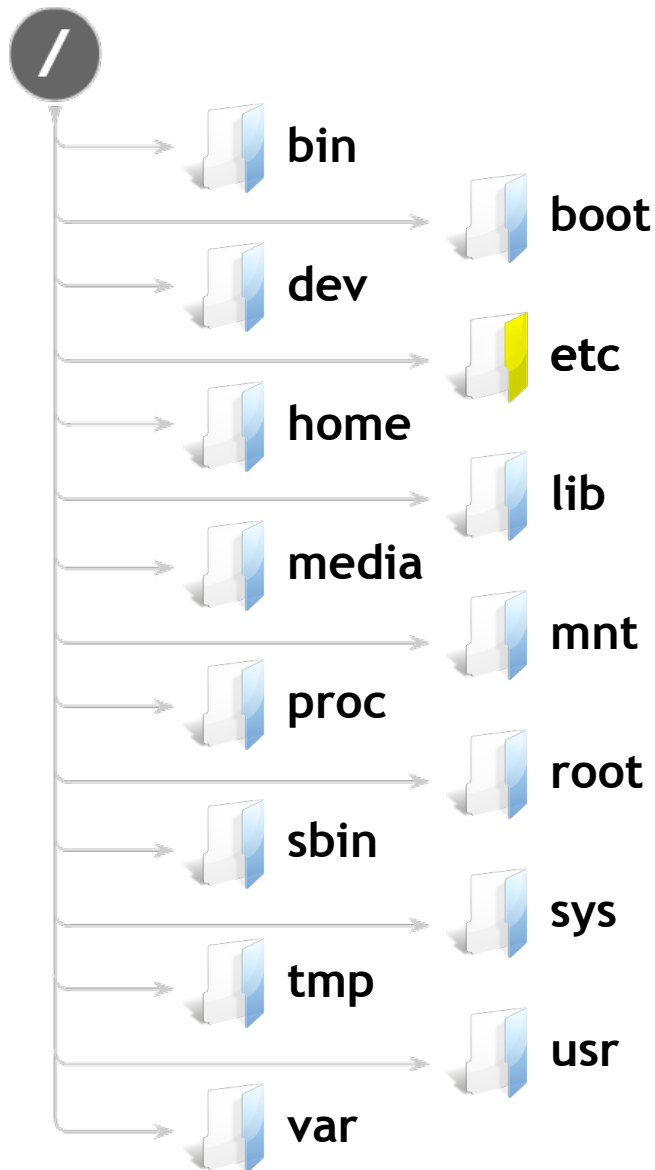 /
bin
boot
dev
etc
home
lib
media
mnt
proc
root
sbin
sys
tmp
usr
var